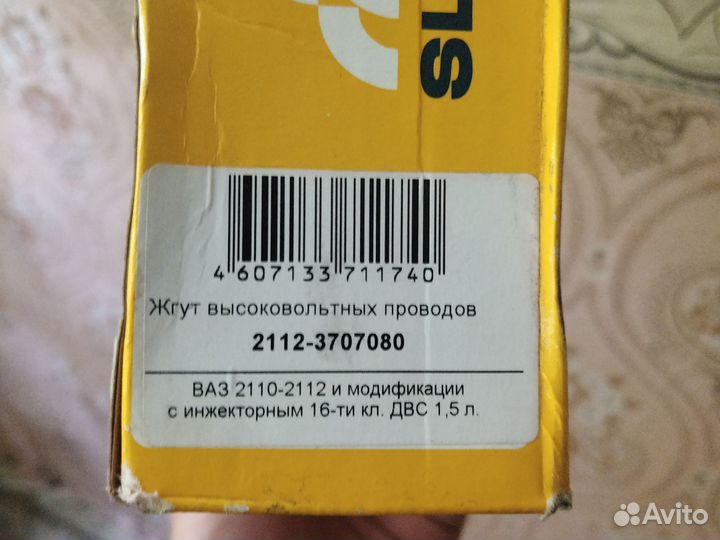 SL
4 607133 711740
Жгут высоковольтных проводов
2112-3707080
ВАЗ 2110-2112 и модификации
с инжекторным 16-ти кл. ДВС 1,5 л.
Avito